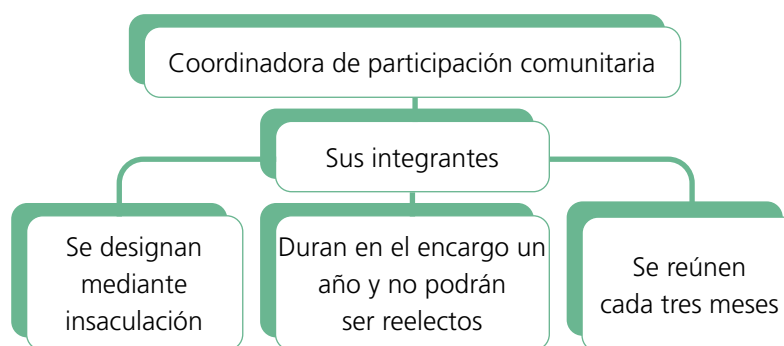 Coordinadora de participación comunitaria
Sus integrantes
Se designan
mediante
insaculación
Duran en el encargo un
año y no podrán
ser reelectos
Se reúnen
cada tres meses